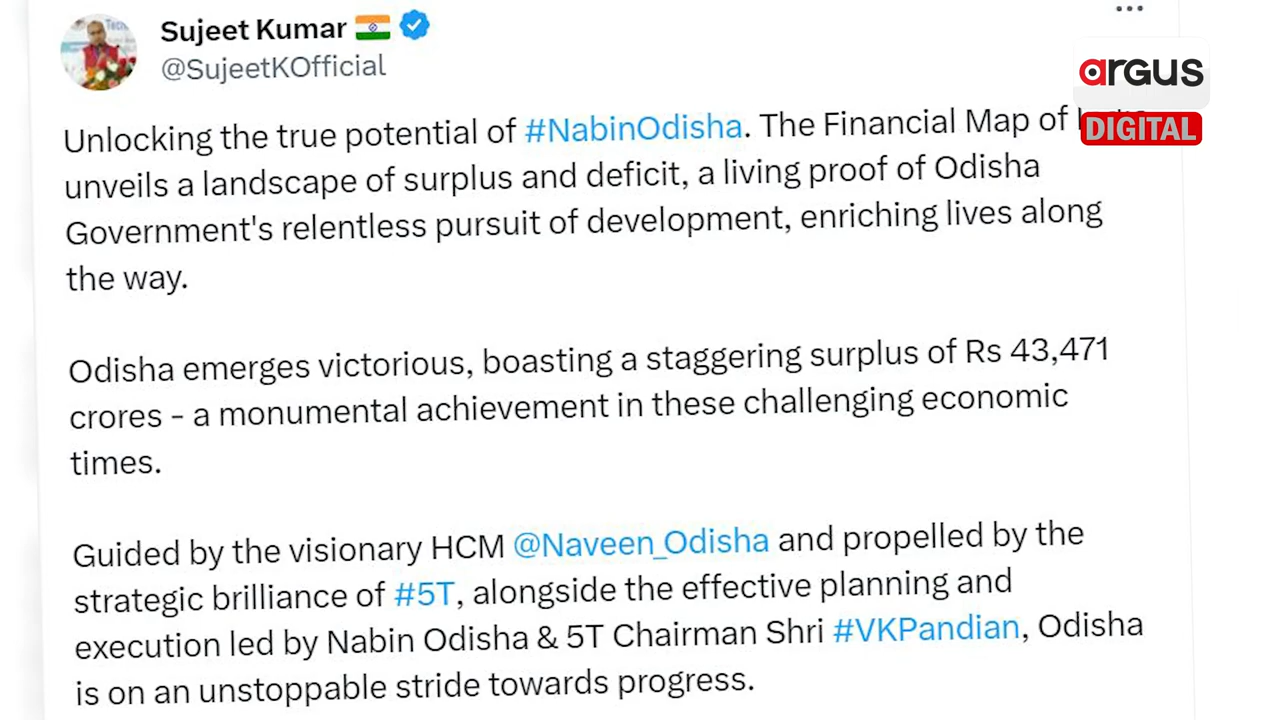 Sujeet Kumar
@SujeetKOfficial
argus
DIGITAL
Unlocking the true potential of #NabinOdisha. The Financial Map of
unveils a landscape of surplus and deficit, a living proof of Odisha
Government's relentless pursuit of development, enriching lives along
the way.
Odisha emerges victorious, boasting a staggering surplus of Rs 43,471
crores - a monumental achievement in these challenging economic
times.
Guided by the visionary HCM @Naveen_Odisha and propelled by the
strategic brilliance of #5T, alongside the effective planning and
execution led by Nabin Odisha & 5T Chairman Shri #VKPandian, Odisha
is on an unstoppable stride towards progress.